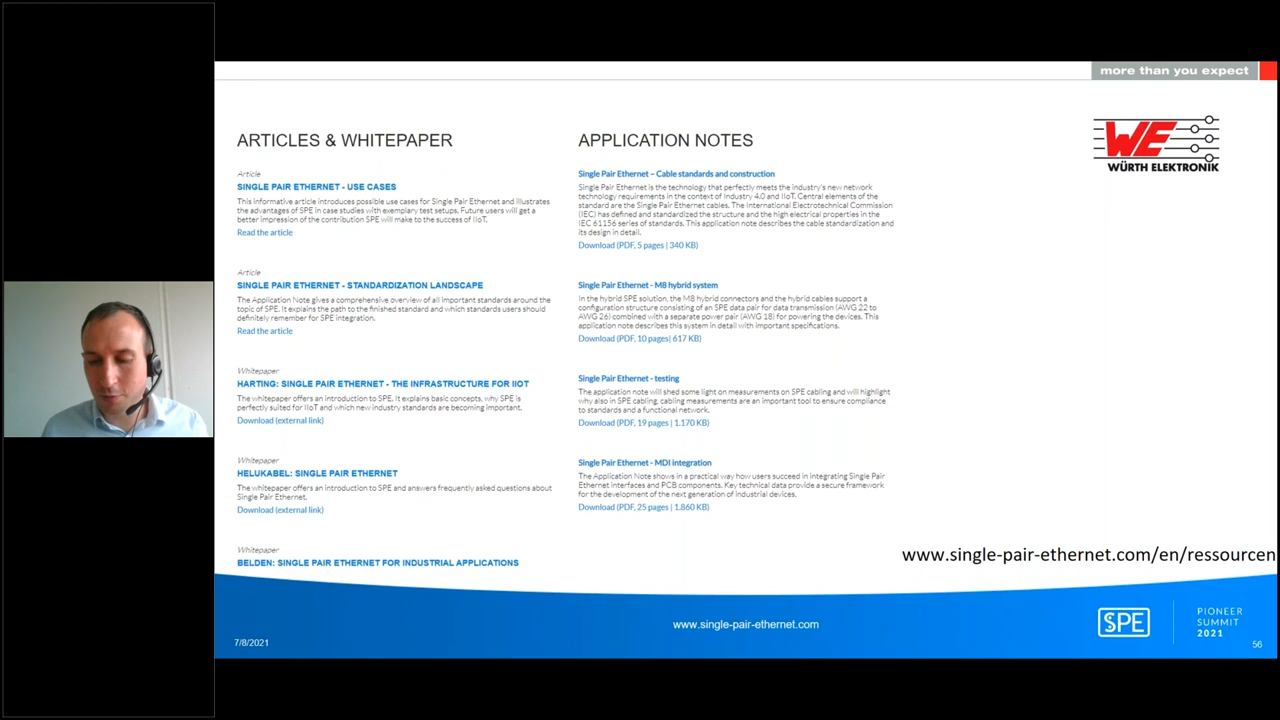 more than you expect
WE
WÜRTH ELEKTRONIK
ARTICLES & WHITEPAPER
Article
SINGLE PAIR ETHERNET - USE CASES
This informative article introduces possible use cases for Single Pair Ethernet and illustrates
the advantages of SPE in case studies with exemplary test setups. Future users will get a
better impression of the contribution SPE will make to the success of IIoT.
Read the article
Article
SINGLE PAIR ETHERNET - STANDARDIZATION LANDSCAPE
The Application Note gives a comprehensive overview of all important standards around the
topic of SPE. It explains the path to the finished standard and which standards users should
definitely remember for SPE integration.
Read the article
Whitepaper
HARTING: SINGLE PAIR ETHERNET - THE INFRASTRUCTURE FOR IIOT
The whitepaper offers an introduction to SPE. It explains basic concepts, why SPE is
perfectly suited for IIoT and which new industry standards are becoming important.
Download (external link)
Whitepaper
HELUKABEL: SINGLE PAIR ETHERNET
The whitepaper offers an introduction to SPE and answers frequently asked questions about
Single Pair Ethernet.
Download (external link)
Whitepaper
BELDEN: SINGLE PAIR ETHERNET FOR INDUSTRIAL APPLICATIONS
APPLICATION NOTES
Single Pair Ethernet – Cable standards and construction
Single Pair Ethernet is the technology that perfectly meets the industry's new network
technology requirements in the context of Industry 4.0 and IIoT. Central elements of the
standard are the Single Pair Ethernet cables. The International Electrotechnical Commission
(IEC) has defined and standardized the structure and the high electrical properties in the
IEC 61156 series of standards. This application note describes the cable standardization and
its design in detail.
Download (PDF, 5 pages | 340 KB)
Single Pair Ethernet - M8 hybrid system
In the hybrid SPE solution, the M8 hybrid connectors and the hybrid cables support a
configuration structure consisting of an SPE data pair for data transmission (AWG 22 to
AWG 26) combined with a separate power pair (AWG 18) for powering the devices. This
application note describes this system in detail with important specifications.
Download (PDF, 10 pages| 617 KB)
Single Pair Ethernet - testing
The application note will shed some light on measurements on SPE cabling and will highlight
why also in SPE cabling, cabling measurements are an important tool to ensure compliance
to standards and a functional network.
Download (PDF, 19 pages | 1.170 KB)
Single Pair Ethernet - MDI integration
The Application Note shows in a practical way how users succeed in integrating Single Pair
Ethernet interfaces and PCB components. Key technical data provide a secure framework
for the development of the next generation of industrial devices.
Download (PDF, 25 pages | 1.860 KB)
www.single-pair-ethernet.com/en/ressourcen
7/8/2021
www.single-pair-ethernet.com
SPE
PIONEER
SUMMIT
2021
56